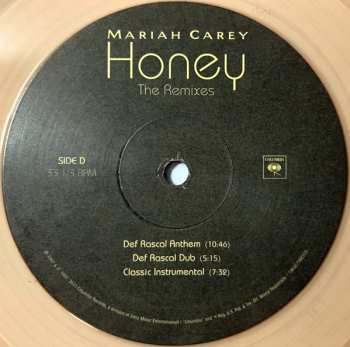 MARIAH CAREY
Honey
The Remixes
SIDE D
33 1/3 RPM
COLUMBIA
Def Rascal Anthem (10:46)
Def Rascal Dub (5:15)
Classic Instrumental (7:32)